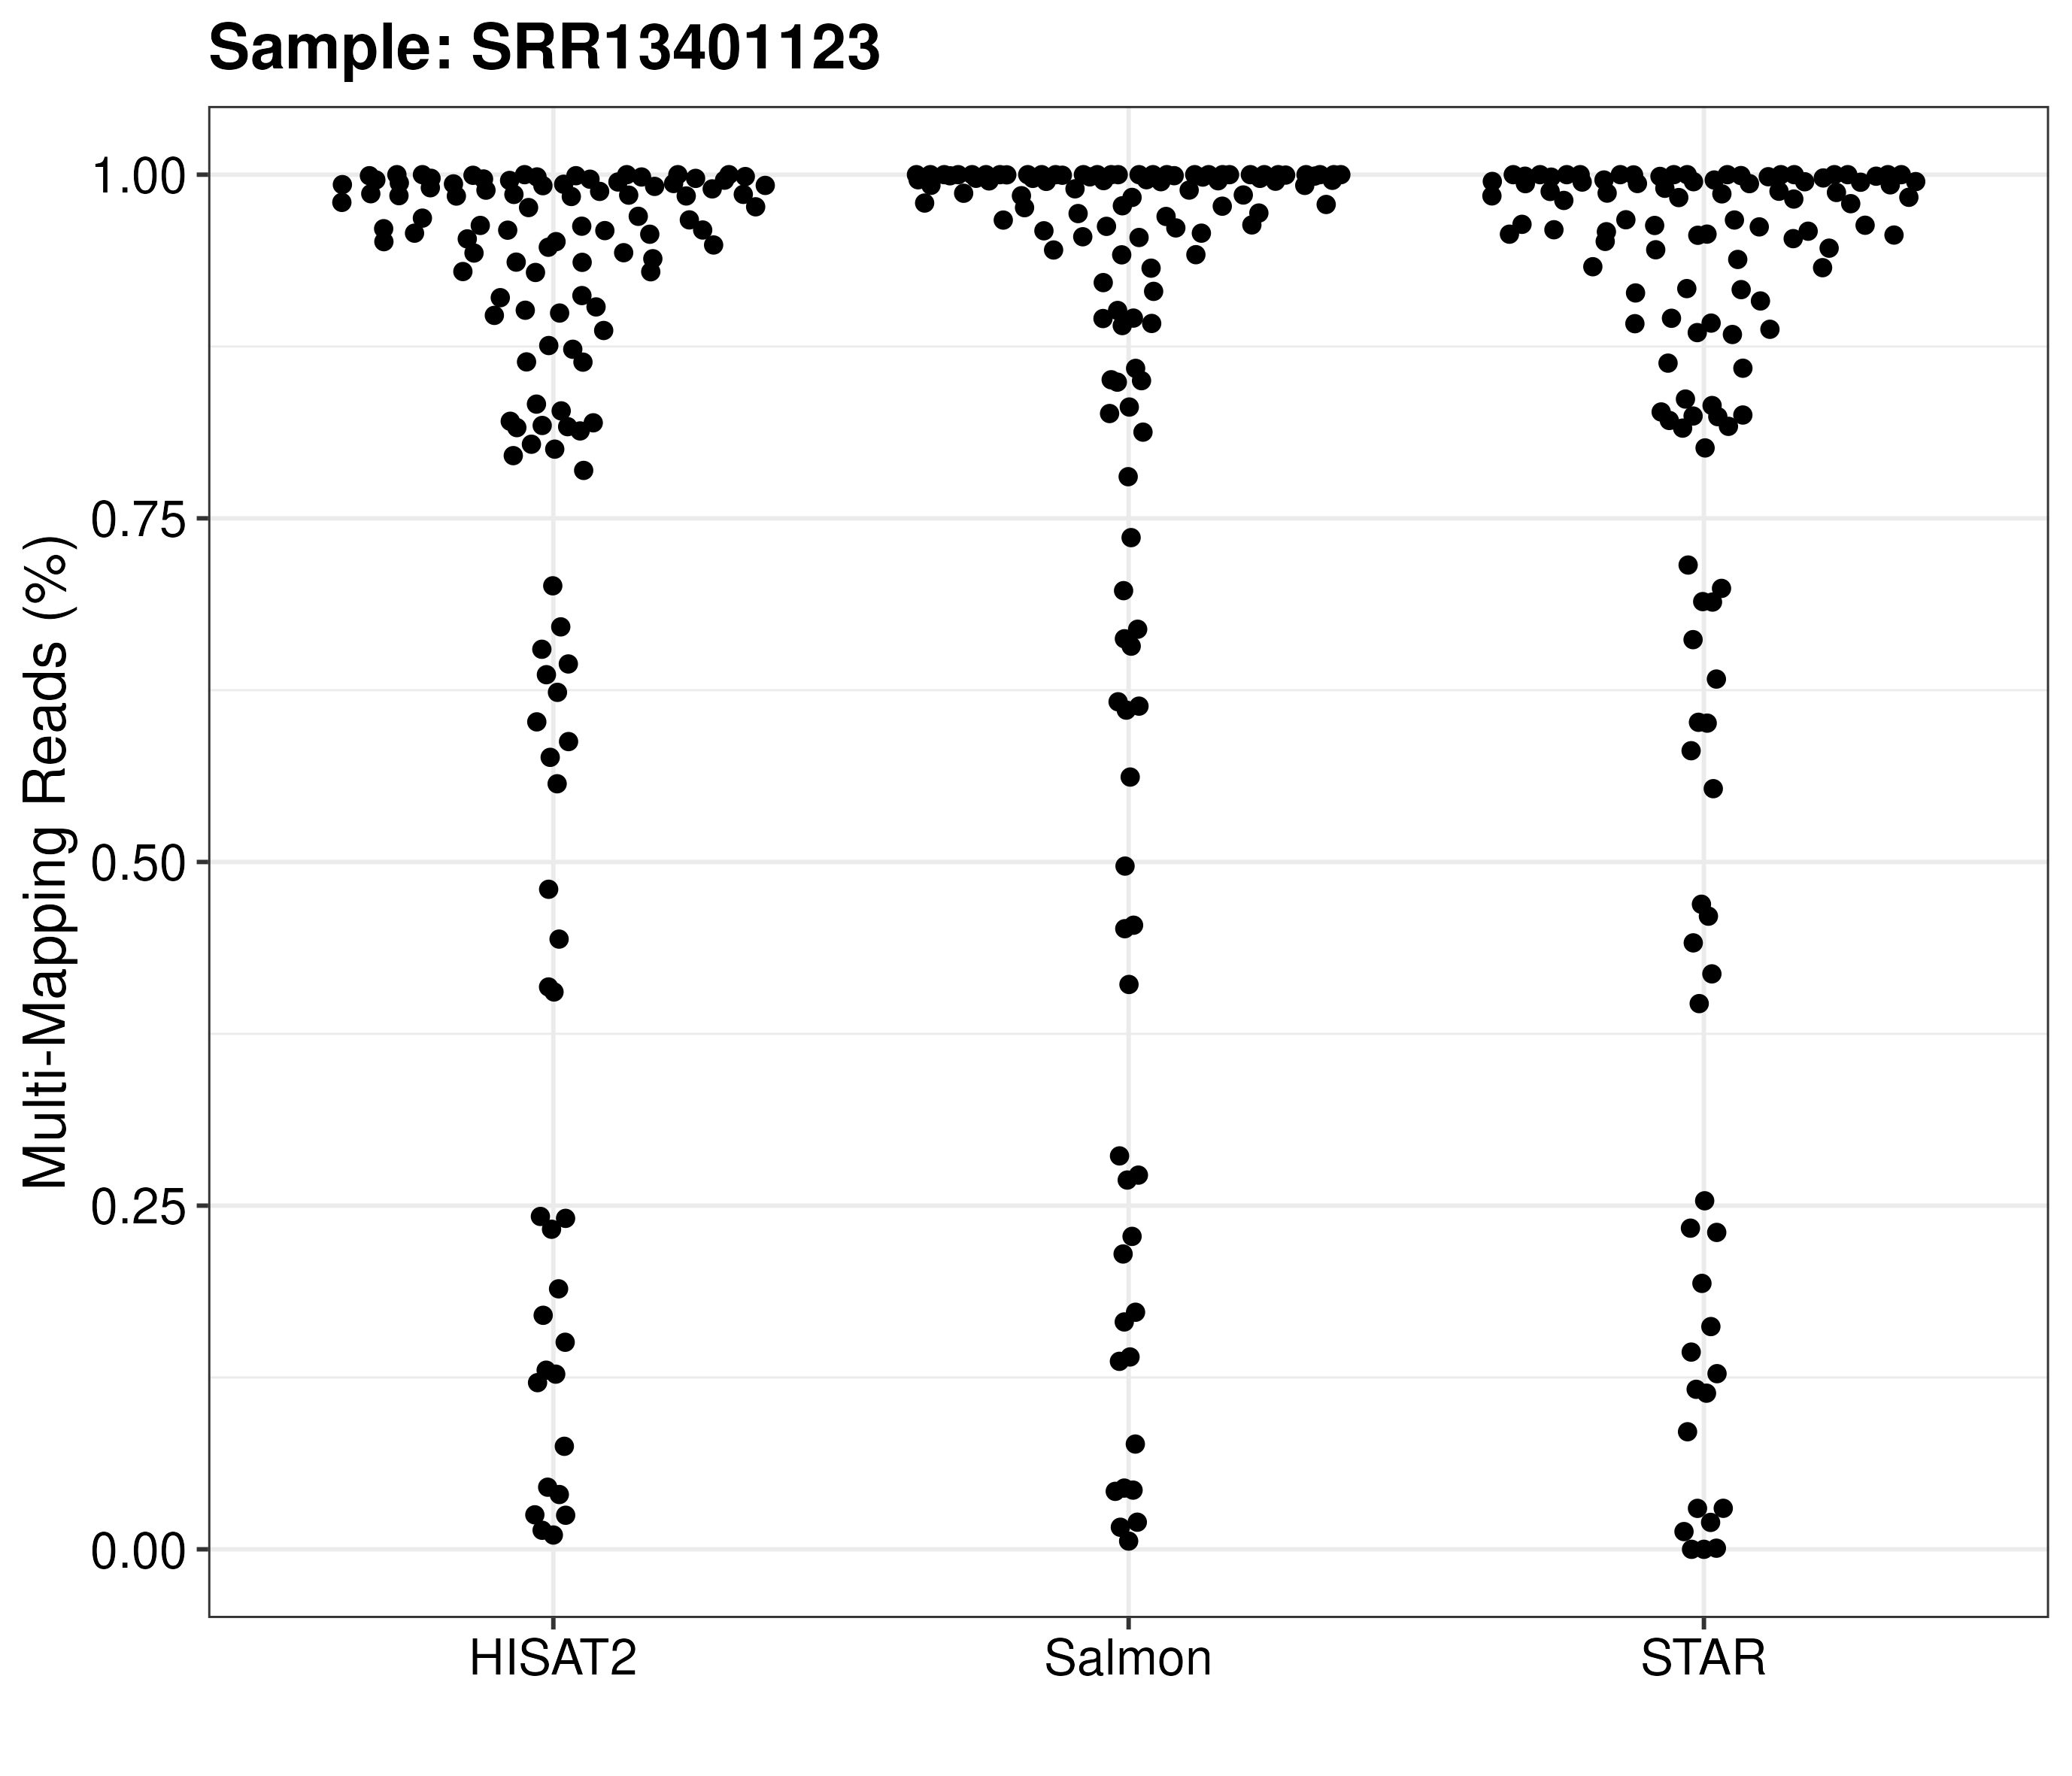 Sample: SRR13401123
Multi-Mapping Reads (%)
1.00
0.75
0.50
0.25
0.00
HISAT2
Salmon
STAR